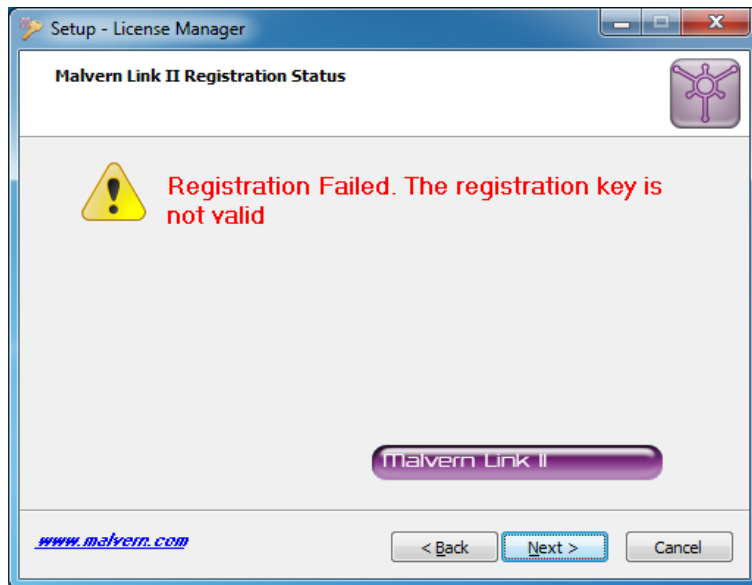 Setup - License Manager
Malvern Link II Registration Status
Registration Failed. The registration key is
not valid
Malvern Link II
www.malvern.com
< Back
Next >
Cancel